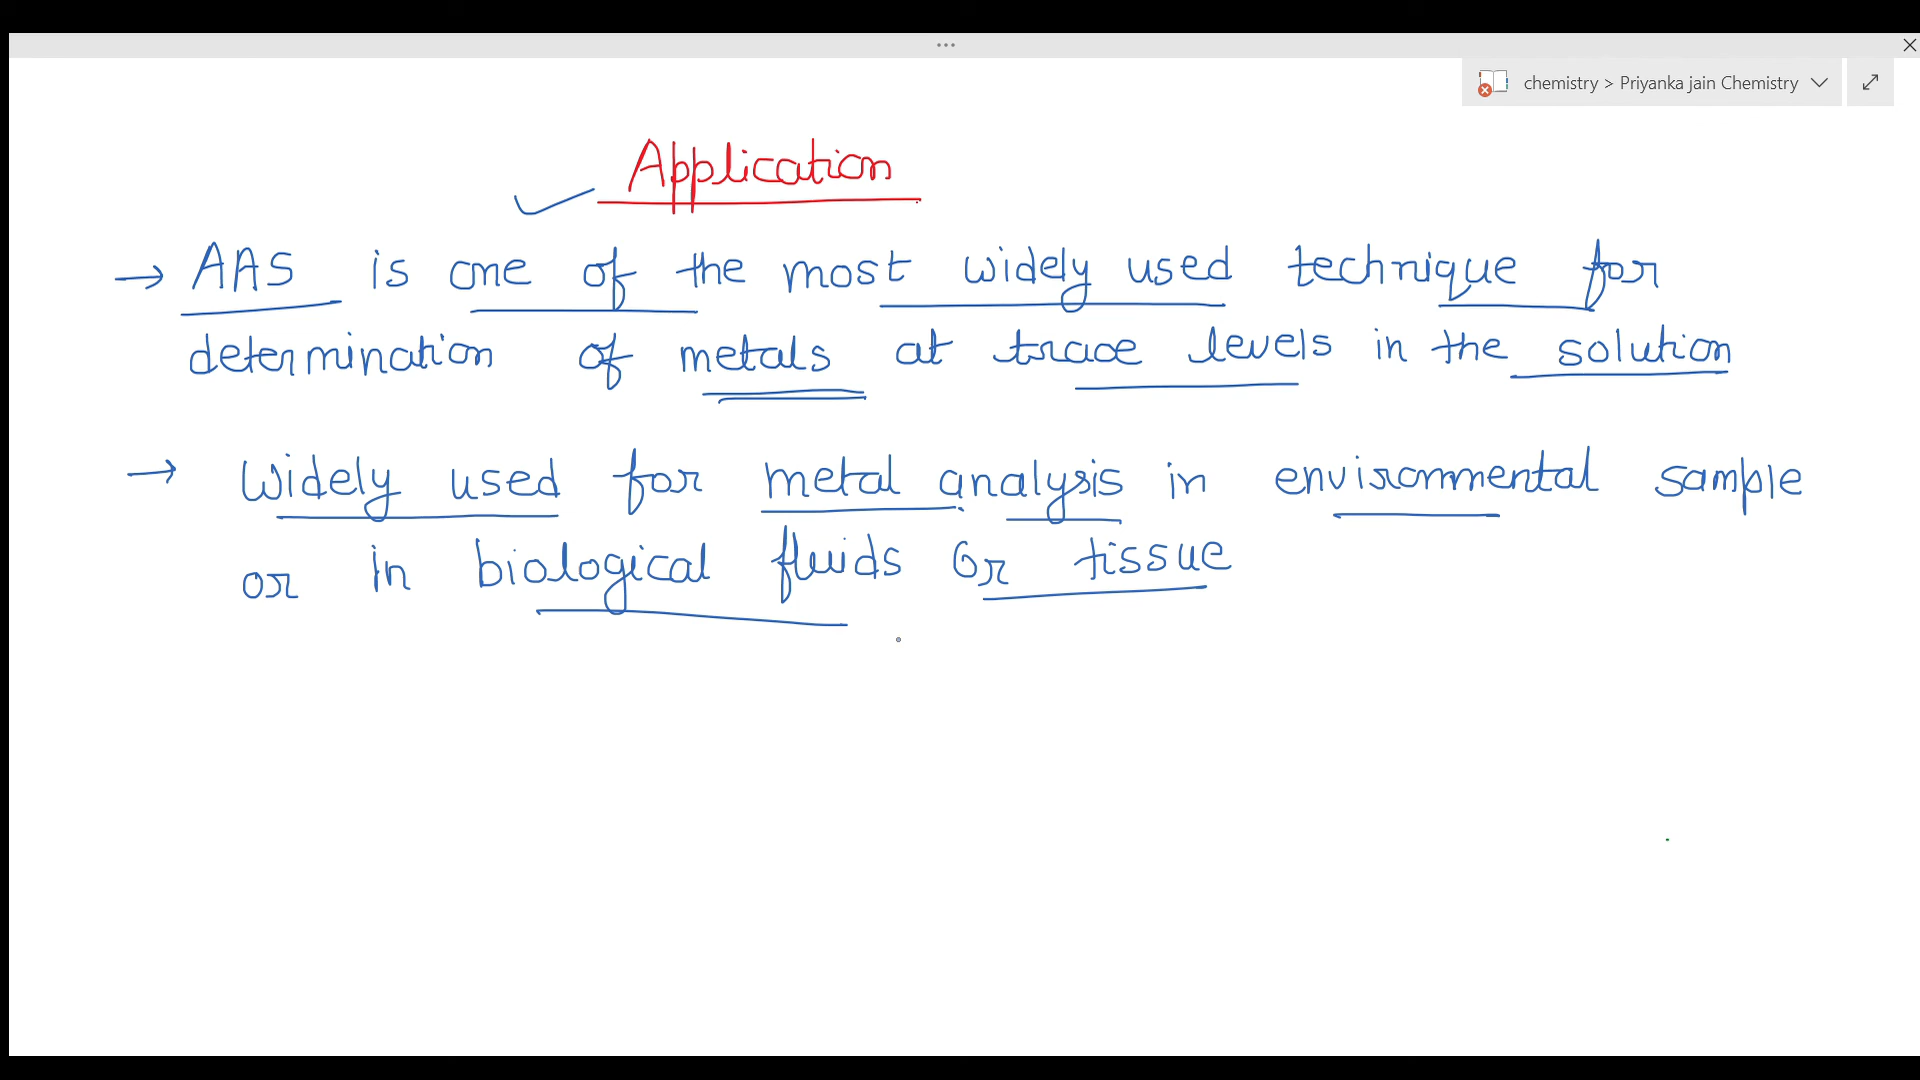 chemistry > Priyanka jain Chemistry
Application
→ AAS is one of the most widely used technique for
determination of metals at trace levels in the solution
→ Widely used for metal analysis in environmental sample
or in biological fluids or tissue